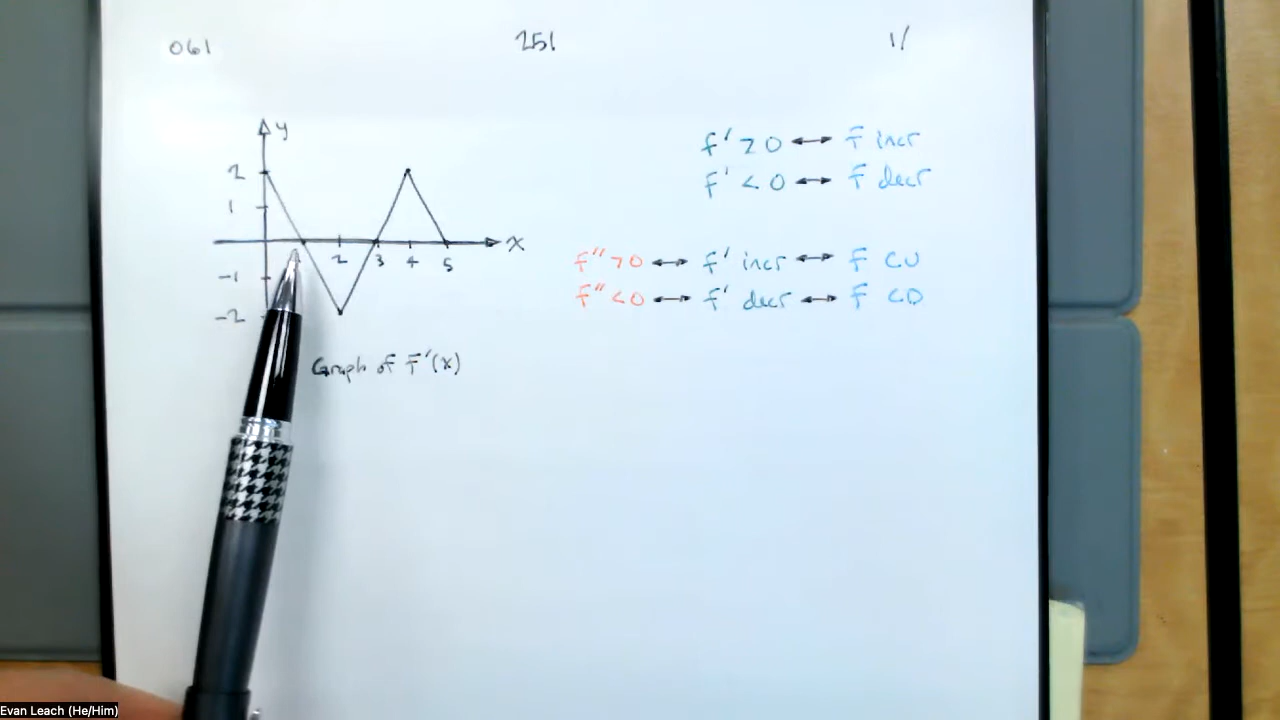 061 251 1/
y
2
1
2 3 4 5 x
-1
-2
Graph of f'(x)
f' > 0 ↔ f incr
f' < 0 ↔ f decr
f'' > 0 ↔ f' incr ↔ f CU
f'' < 0 ↔ f' decr ↔ f CD
Evan Leach (He/Him)